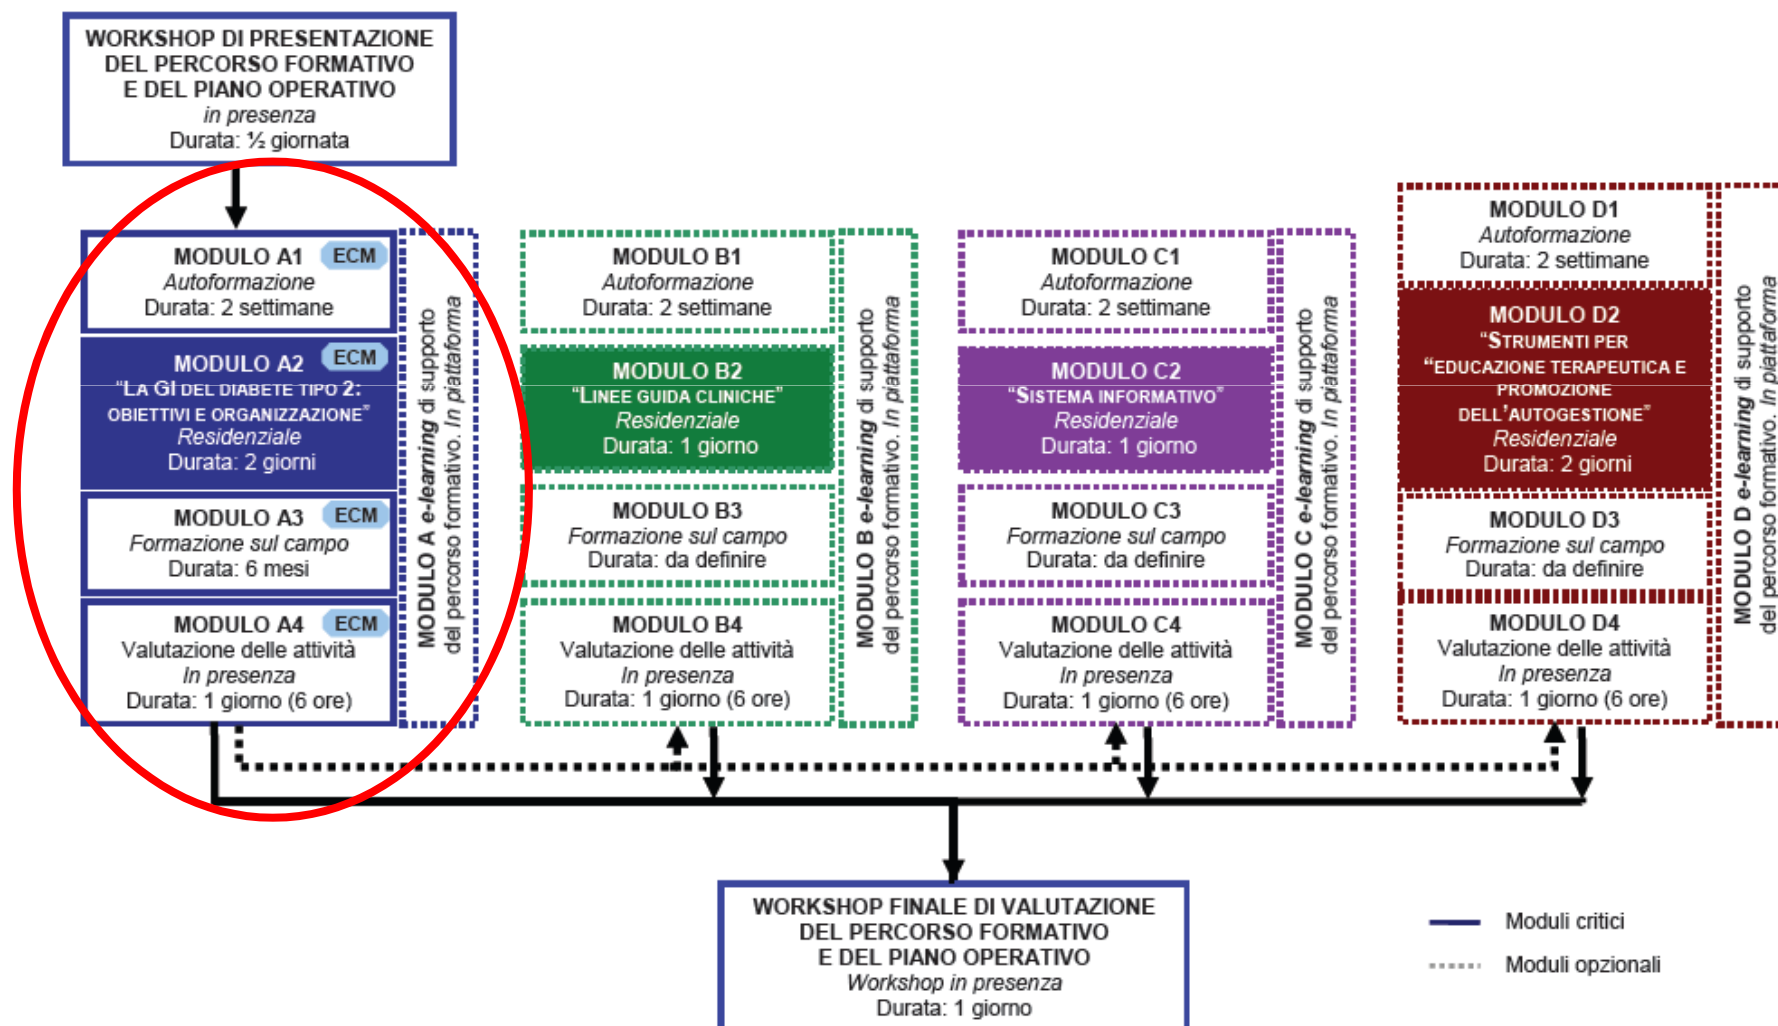 WORKSHOP DI PRESENTAZIONE
DEL PERCORSO FORMATIVO
E DEL PIANO OPERATIVO
in presenza
Durata: ½ giornata
MODULO A1
ECM
Autoformazione
Durata: 2 settimane
MODULO A2
ECM
"LA GI DEL DIABETE TIPO 2:
OBIETTIVI E ORGANIZZAZIONE"
Residenziale
Durata: 2 giorni
MODULO A3
ECM
Formazione sul campo
Durata: 6 mesi
MODULO A4
ECM
Valutazione delle attività
In presenza
Durata: 1 giorno (6 ore)
MODULO A e-learning di supporto
del percorso formativo. In piattaforma
MODULO B1
Autoformazione
Durata: 2 settimane
MODULO B2
"LINEE GUIDA CLINICHE"
Residenziale
Durata: 1 giorno
MODULO B3
Formazione sul campo
Durata: da definire
MODULO B4
Valutazione delle attività
In presenza
Durata: 1 giorno (6 ore)
MODULO B e-learning di supporto
del percorso formativo. In piattaforma
MODULO C1
Autoformazione
Durata: 2 settimane
MODULO C2
"SISTEMA INFORMATIVO"
Residenziale
Durata: 1 giorno
MODULO C3
Formazione sul campo
Durata: da definire
MODULO C4
Valutazione delle attività
In presenza
Durata: 1 giorno (6 ore)
MODULO C e-learning di supporto
del percorso formativo. In piattaforma
MODULO D1
Autoformazione
Durata: 2 settimane
MODULO D2
"STRUMENTI PER
"EDUCAZIONE TERAPEUTICA E
PROMOZIONE
DELL'AUTOGESTIONE"
Residenziale
Durata: 2 giorni
MODULO D3
Formazione sul campo
Durata: da definire
MODULO D4
Valutazione delle attività
In presenza
Durata: 1 giorno (6 ore)
MODULO D e-learning di supporto
del percorso formativo. In piattaforma
WORKSHOP FINALE DI VALUTAZIONE
DEL PERCORSO FORMATIVO
E DEL PIANO OPERATIVO
Workshop in presenza
Durata: 1 giorno
Moduli critici
Moduli opzionali